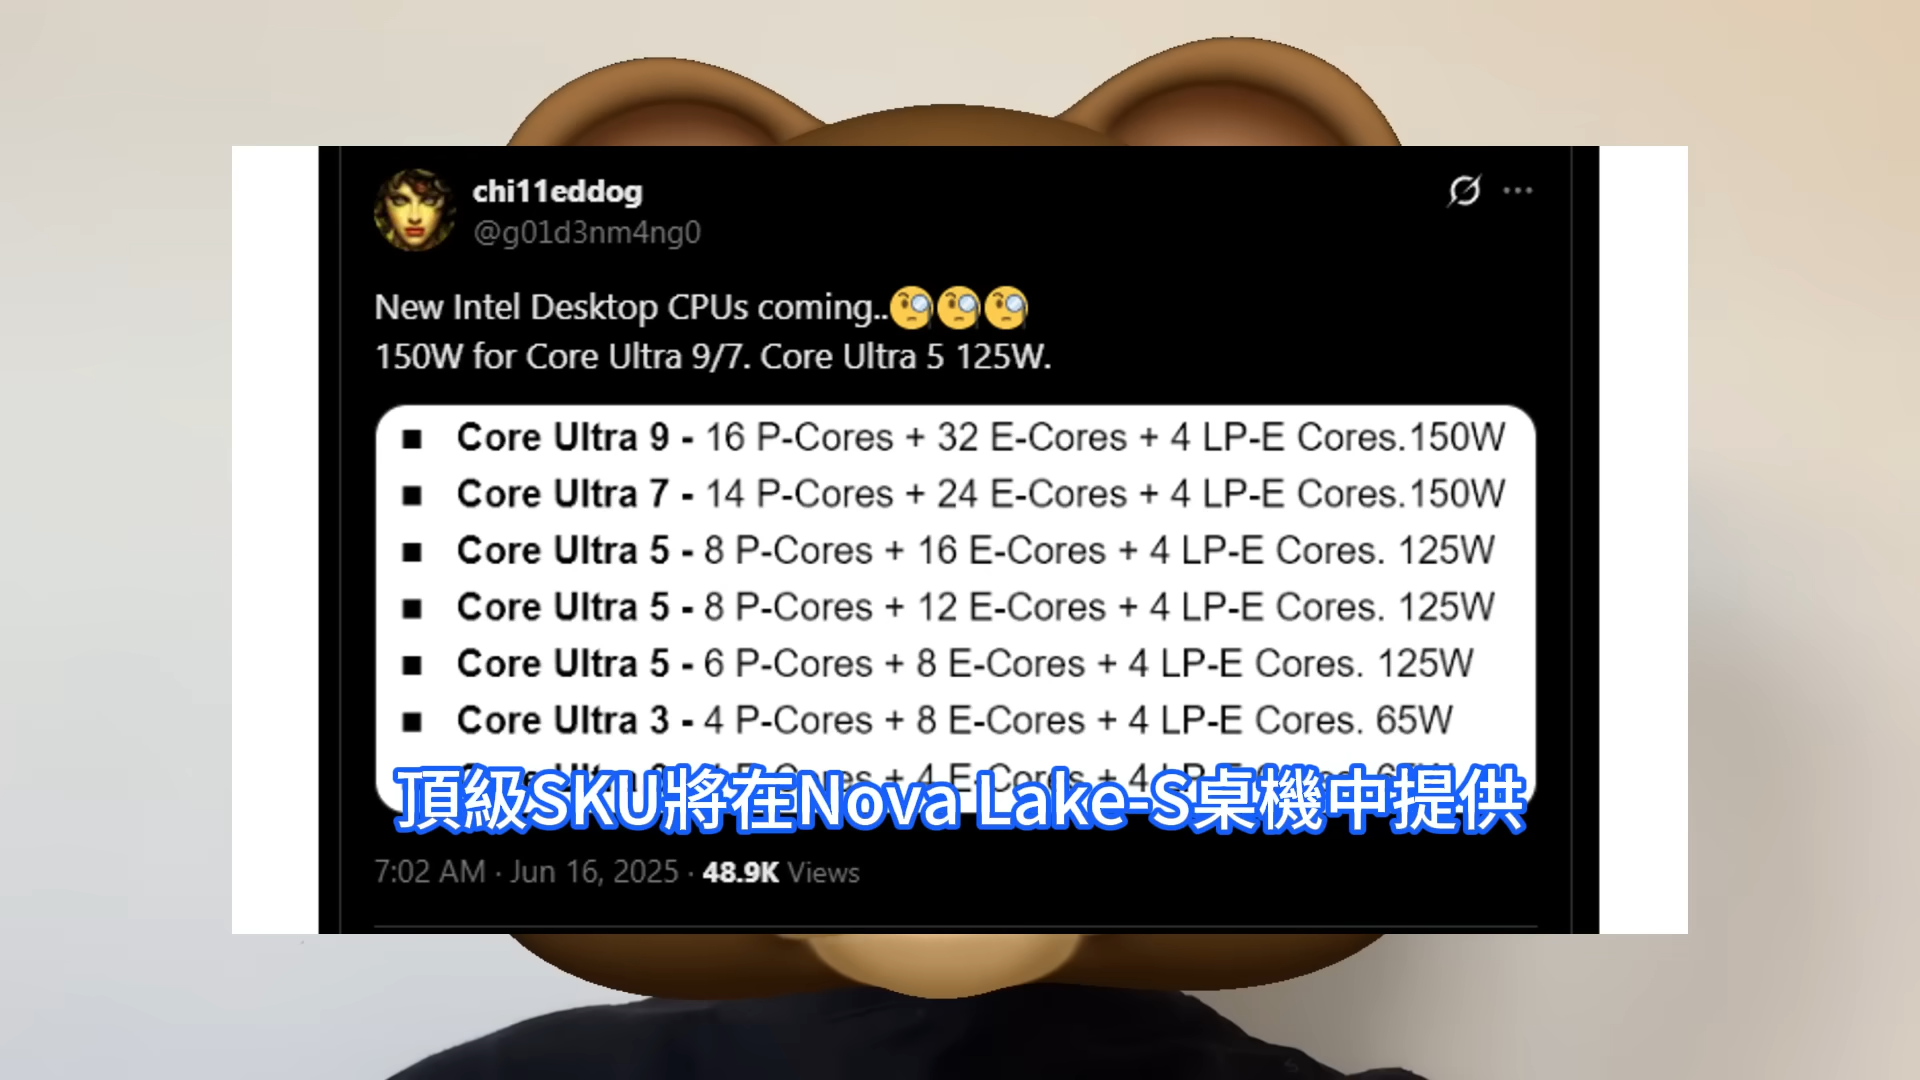 chi11eddog
@g01d3nm4ng0
New Intel Desktop CPUs coming..🧐🧐🧐
150W for Core Ultra 9/7. Core Ultra 5 125W.
■ Core Ultra 9 - 16 P-Cores + 32 E-Cores + 4 LP-E Cores.150W
■ Core Ultra 7 - 14 P-Cores + 24 E-Cores + 4 LP-E Cores.150W
■ Core Ultra 5 - 8 P-Cores + 16 E-Cores + 4 LP-E Cores. 125W
■ Core Ultra 5 - 8 P-Cores + 12 E-Cores + 4 LP-E Cores. 125W
■ Core Ultra 5 - 6 P-Cores + 8 E-Cores + 4 LP-E Cores. 125W
■ Core Ultra 3 - 4 P-Cores + 8 E-Cores + 4 LP-E Cores. 65W
頂級SKU將在Nova Lake-S桌機中提供
7:02 AM · Jun 16, 2025 · 48.9K Views